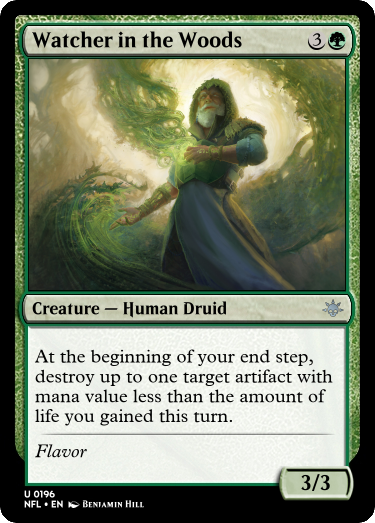 Watcher in the Woods 3
Creature — Human Druid
At the beginning of your end step,
destroy up to one target artifact with
mana value less than the amount of
life you gained this turn.
Flavor
3/3
U 0196
NFL • EN Benjamin Hill